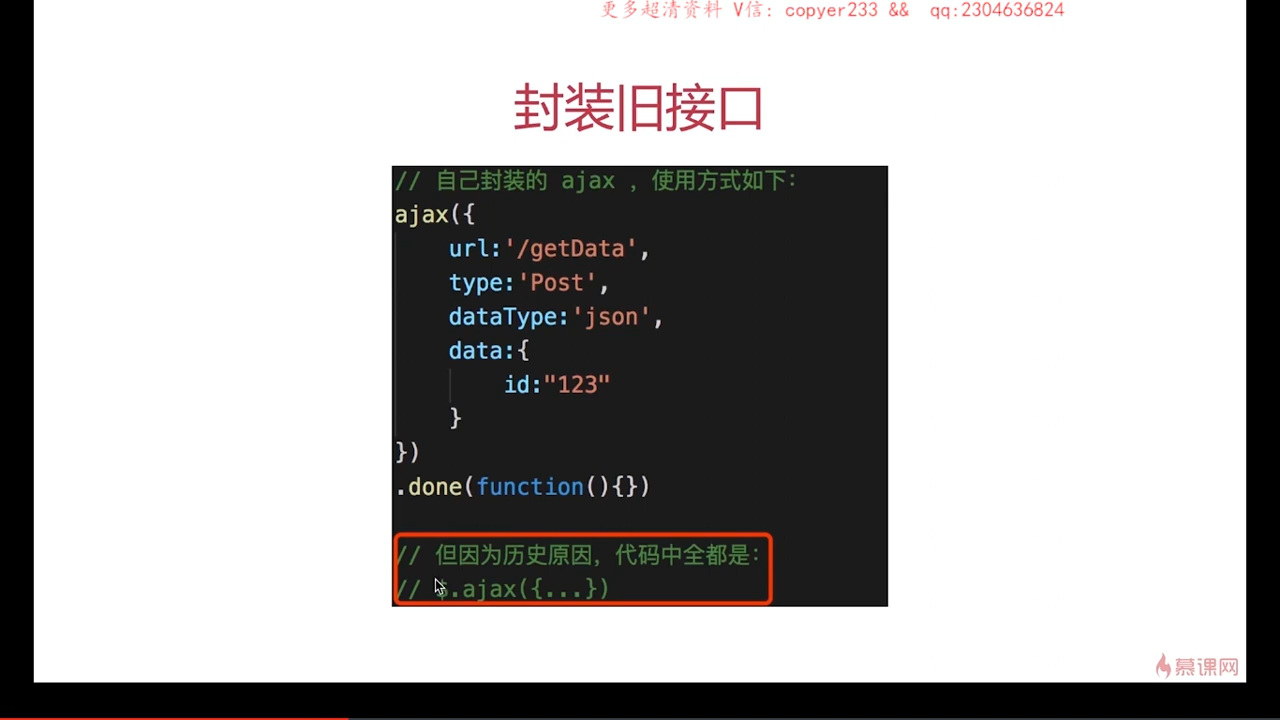 更多超清资料 V信: copyer233 &&  qq:2304636824
封装旧接口
// 自己封装的 ajax ，使用方式如下：
ajax({
    url:'/getData',
    type:'Post',
    dataType:'json',
    data:{
        id:"123"
    }
})
.done(function(){})
// 但因为历史原因，代码中全都是：
// $.ajax({...})
慕课网